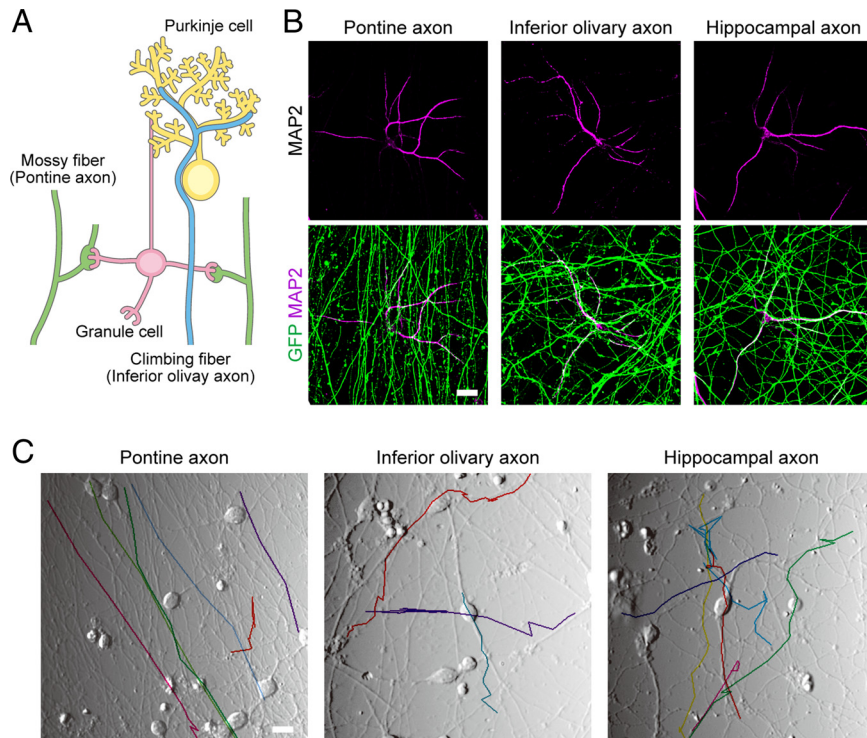 A
Purkinje cell
Mossy fiber
(Pontine axon)
Granule cell
Climbing fiber
(Inferior olivay axon)
B
Pontine axon
Inferior olivary axon
Hippocampal axon
MAP2
GFP MAP2
C
Pontine axon
Inferior olivary axon
Hippocampal axon